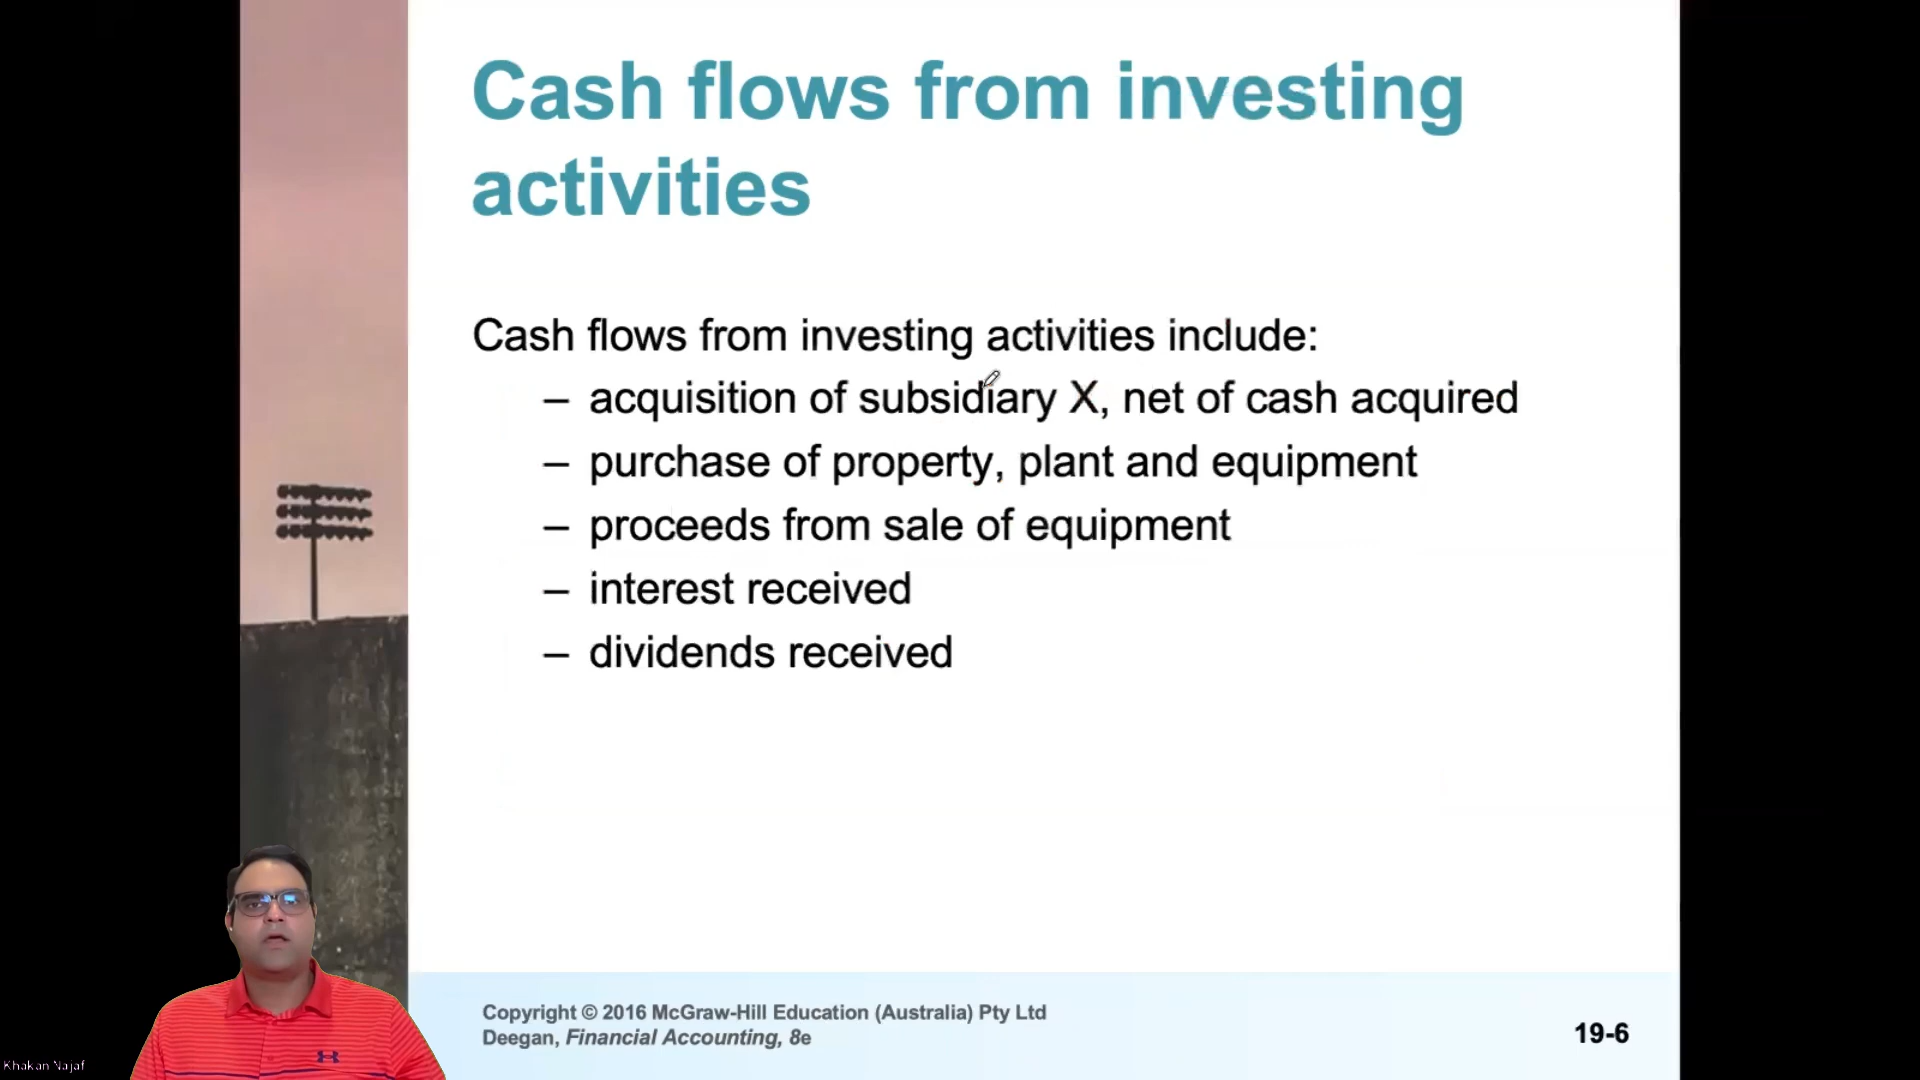 Cash flows from investing
activities
Cash flows from investing activities include:
– acquisition of subsidiary X, net of cash acquired
– purchase of property, plant and equipment
– proceeds from sale of equipment
– interest received
– dividends received
Copyright © 2016 McGraw-Hill Education (Australia) Pty Ltd
Deegan, Financial Accounting, 8e
19-6
Khakan Najaf